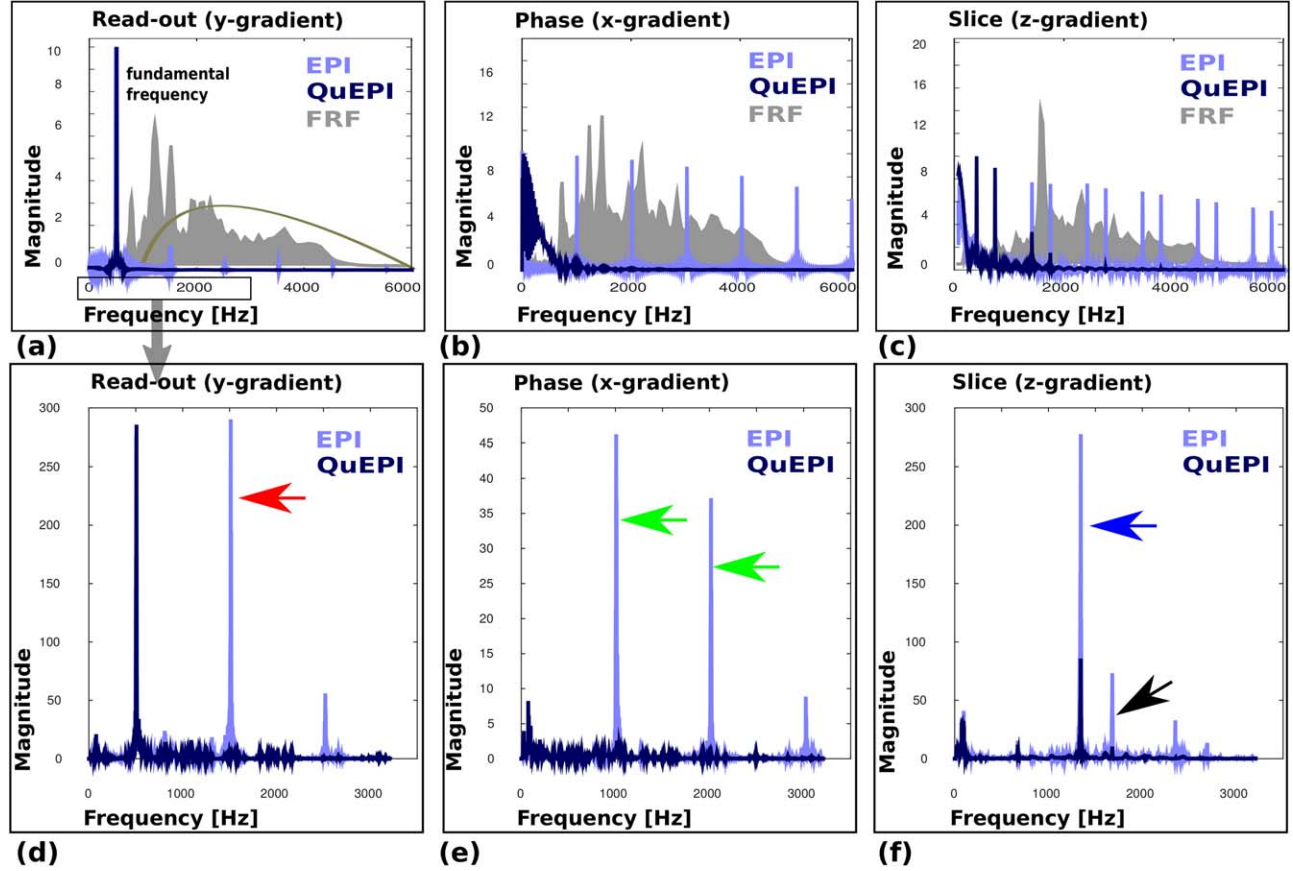 Read-out (y-gradient)
10
8
6
4
2
0
Magnitude
fundamental
frequency
EPI
QuEPI
FRF
0 2000 4000 6000
Frequency [Hz]
(a)
Phase (x-gradient)
16
12
8
4
0
Magnitude
EPI
QuEPI
FRF
0 2000 4000 6000
Frequency [Hz]
(b)
Slice (z-gradient)
20
16
12
8
4
0
Magnitude
EPI
QuEPI
FRF
2000 4000 6000
Frequency [Hz]
(c)
Read-out (y-gradient)
300
250
200
150
100
50
0
Magnitude
EPI
QuEPI
0 1000 2000 3000
Frequency [Hz]
(d)
Phase (x-gradient)
50
45
40
35
30
25
20
15
10
5
0
Magnitude
EPI
QuEPI
0 1000 2000 3000
Frequency [Hz]
(e)
Slice (z-gradient)
300
250
200
150
100
50
0
Magnitude
EPI
QuEPI
0 1000 2000 3000
Frequency [Hz]
(f)